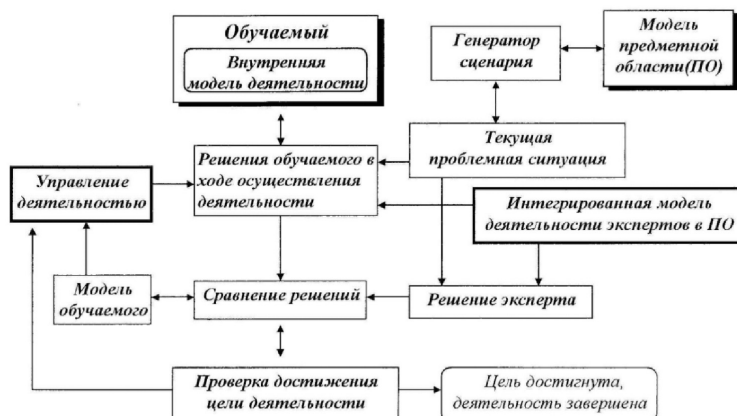 Обучаемый
Внутренняя
модель деятельности
Генератор
сценария
Модель
предметной
области(ПО)
Решения обучаемого в
ходе осуществления
деятельности
Текущая
проблемная ситуация
Управление
деятельностью
Интегрированная модель
деятельности экспертов в ПО
Модель
обучаемого
Сравнение решений
Решение эксперта
Проверка достижения
цели деятельности
Цель достигнута,
деятельность завершена